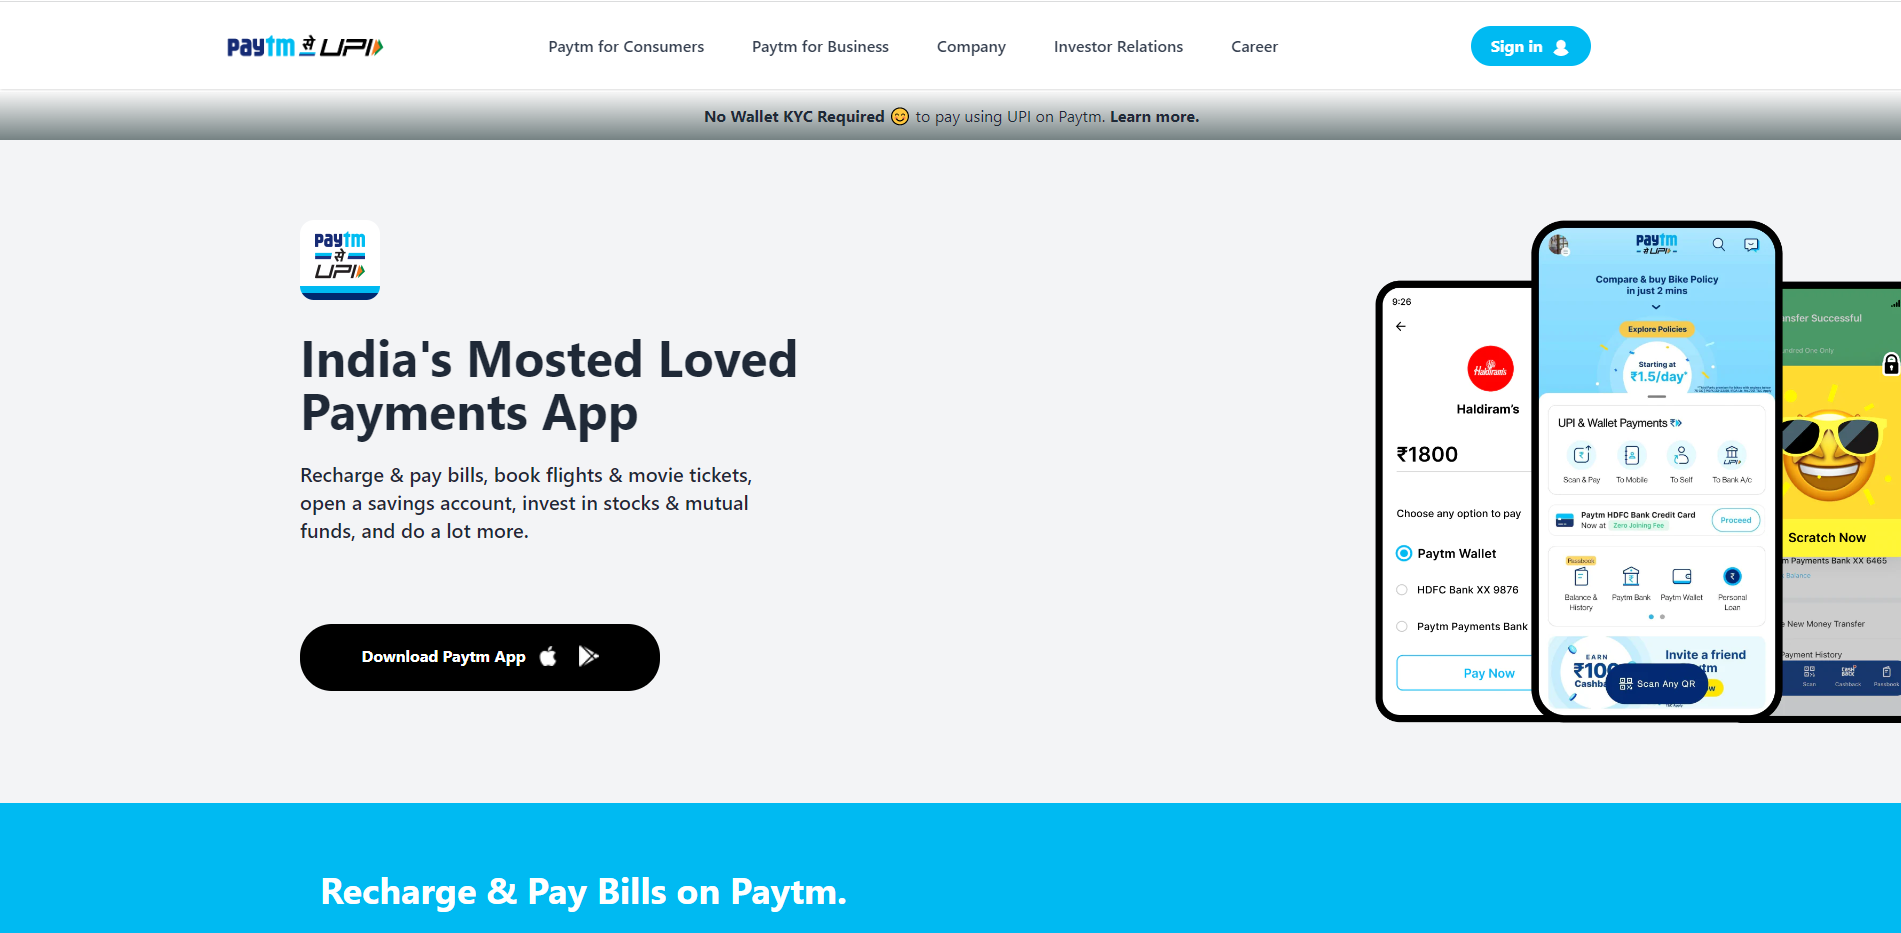 paytm से UPI
Paytm for Consumers
Paytm for Business
Company
Investor Relations
Career
Sign in
No Wallet KYC Required 😊 to pay using UPI on Paytm. Learn more.
paytm
से
UPI
India's Mosted Loved
Payments App
Recharge & pay bills, book flights & movie tickets,
open a savings account, invest in stocks & mutual
funds, and do a lot more.
Download Paytm App
9:26
Haldiram's
Haldiram's
₹1800
Choose any option to pay
Paytm Wallet
HDFC Bank XX 9876
Paytm Payments Bank
Pay Now
paytm
से UPI
Compare & buy Bike Policy
in just 2 mins
Explore Policies
Starting at
₹1.5/day*
UPI & Wallet Payments
Scan & Pay
To Mobile
To Self
UPI
To Bank A/c
Paytm HDFC Bank Credit Card
Now at Zero Joining Fee
Proceed
Passbook
Balance &
History
Paytm Bank
Paytm Wallet
Personal
Loan
EARN
₹100
Cashba
Invite a friend
tm
w
Scan Any QR
nsfer Successful
undred One Only
Scratch Now
m Payments Bank XX 6465
Balance
New Money Transfer
Payment History
Scan
CASH
BACK
Cashback
Passbook
Recharge & Pay Bills on Paytm.